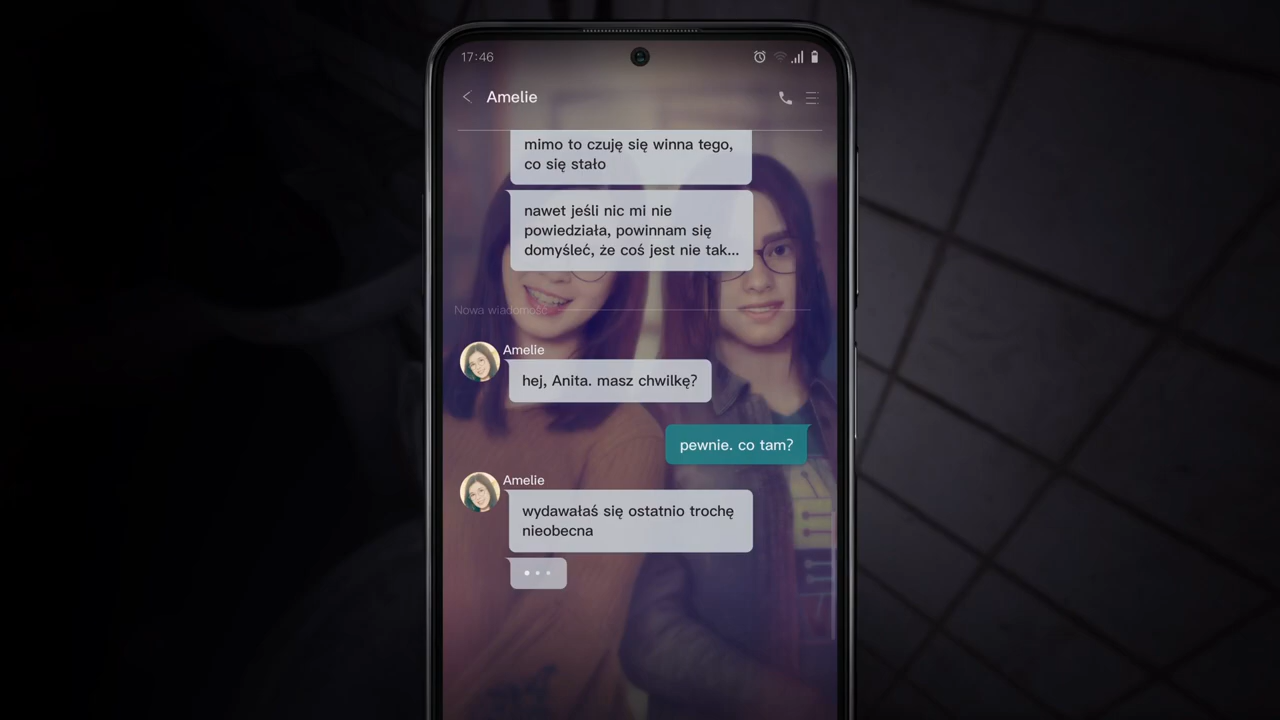 17:46
Amelie
mimo to czuję się winna tego,
co się stało
nawet jeśli nic mi nie
powiedziała, powinnam się
domyśleć, że coś jest nie tak...
Nowa wiadomość
Amelie
hej, Anita. masz chwilkę?
pewnie. co tam?
Amelie
wydawałaś się ostatnio trochę
nieobecna